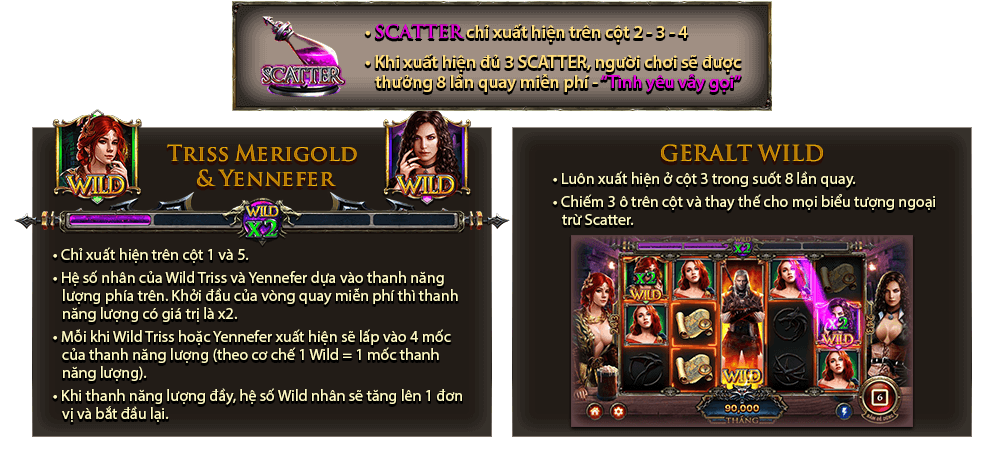 SCATTER
• SCATTER chỉ xuất hiện trên cột 2 - 3 - 4
• Khi xuất hiện đủ 3 SCATTER, người chơi sẽ được
thưởng 8 lần quay miễn phí - "Tình yêu vẫy gọi"
WILD
TRISS MERIGOLD
& YENNEFER
WILD
WILD
X2
• Chỉ xuất hiện trên cột 1 và 5.
• Hệ số nhân của Wild Triss và Yennefer dựa vào thanh năng
lượng phía trên. Khởi đầu của vòng quay miễn phí thì thanh
năng lượng có giá trị là x2.
• Mỗi khi Wild Triss hoặc Yennefer xuất hiện sẽ lấp vào 4 mốc
của thanh năng lượng (theo cơ chế 1 Wild = 1 mốc thanh
năng lượng).
• Khi thanh năng lượng đầy, hệ số Wild nhân sẽ tăng lên 1 đơn
vị và bắt đầu lại.
GERALT WILD
• Luôn xuất hiện ở cột 3 trong suốt 8 lần quay.
• Chiếm 3 ô trên cột và thay thế cho mọi biểu tượng ngoại
trừ Scatter.
X2
X2
WILD
X2
WILD
WILD
90,000
THẮNG
6